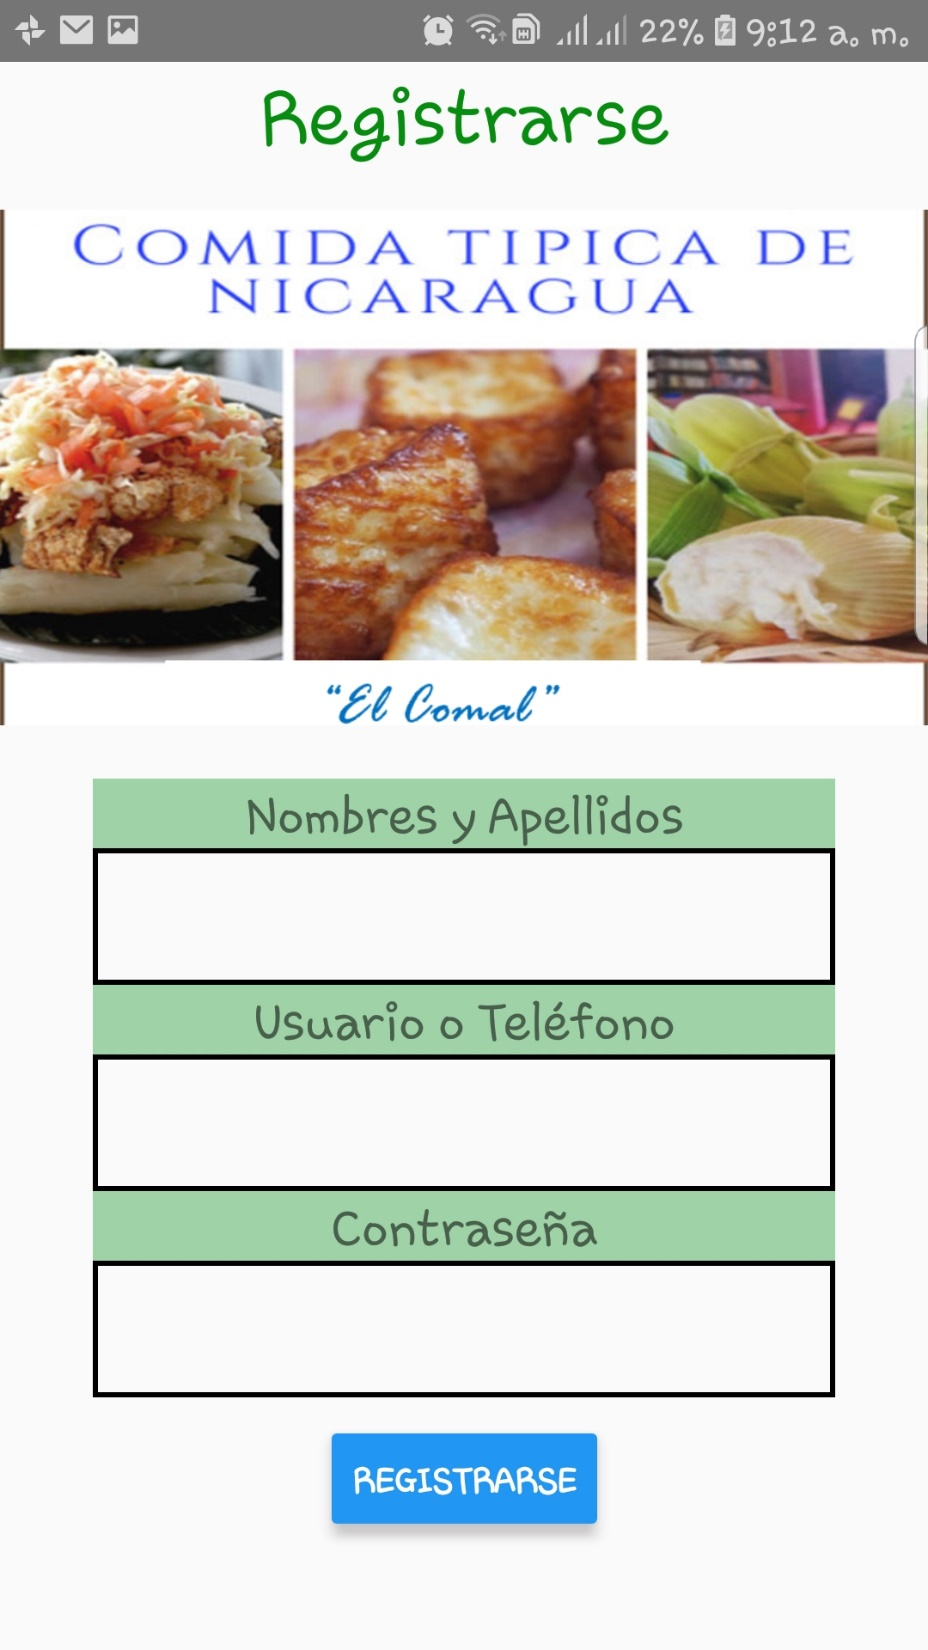 22% 9:12 a. m.
Registrarse
COMIDA TIPICA DE
NICARAGUA
“El Comal”
Nombres y Apellidos
Usuario o Teléfono
Contraseña
REGISTRARSE